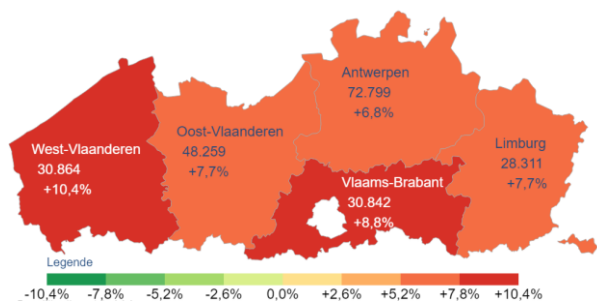 Antwerpen
72.799
+6,8%
Oost-Vlaanderen
48.259
+7,7%
West-Vlaanderen
30.864
+10,4%
Limburg
28.311
+7,7%
Vlaams-Brabant
30.842
+8,8%
Legende
-10,4% -7,8% -5,2% -2,6% 0,0% +2,6% +5,2% +7,8% +10,4%